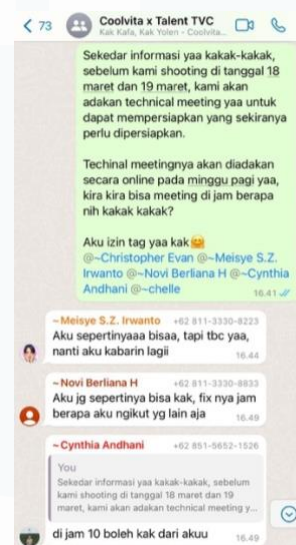 73
Coolvita x Talent TVC
Kak Kafa, Kak Yolen - Coolvita...
Sekedar informasi yaa kakak-kakak,
sebelum kami shooting di tanggal 18
maret dan 19 maret, kami akan
adakan technical meeting yaa untuk
dapat mempersiapkan yang sekiranya
perlu dipersiapkan.
Techinal meetingnya akan diadakan
secara online pada minggu pagi yaa,
kira kira bisa meeting di jam berapa
nih kakak kakak?
Aku izin tag yaa kak🤗
@~Christopher Evan @~Meisye S.Z.
Irwanto @~Novi Berliana H @~Cynthia
Andhani @~chelle
16.41
~Meisye S.Z. Irwanto +62 811-3330-8223
Aku sepertinyaaa bisaa, tapi tbc yaa,
nanti aku kabarin lagii
16.44
~Novi Berliana H +62 811-3330-8833
Aku jg sepertinya bisa kak, fix nya jam
berapa aku ngikut yg lain aja
16.49
~Cynthia Andhani +62 851-5652-1526
You
Sekedar informasi yaa kakak-kakak, sebelum
kami shooting di tanggal 18 maret dan 19
maret, kami akan adakan technical meeting y...
di jam 10 boleh kak dari akuu
16.49